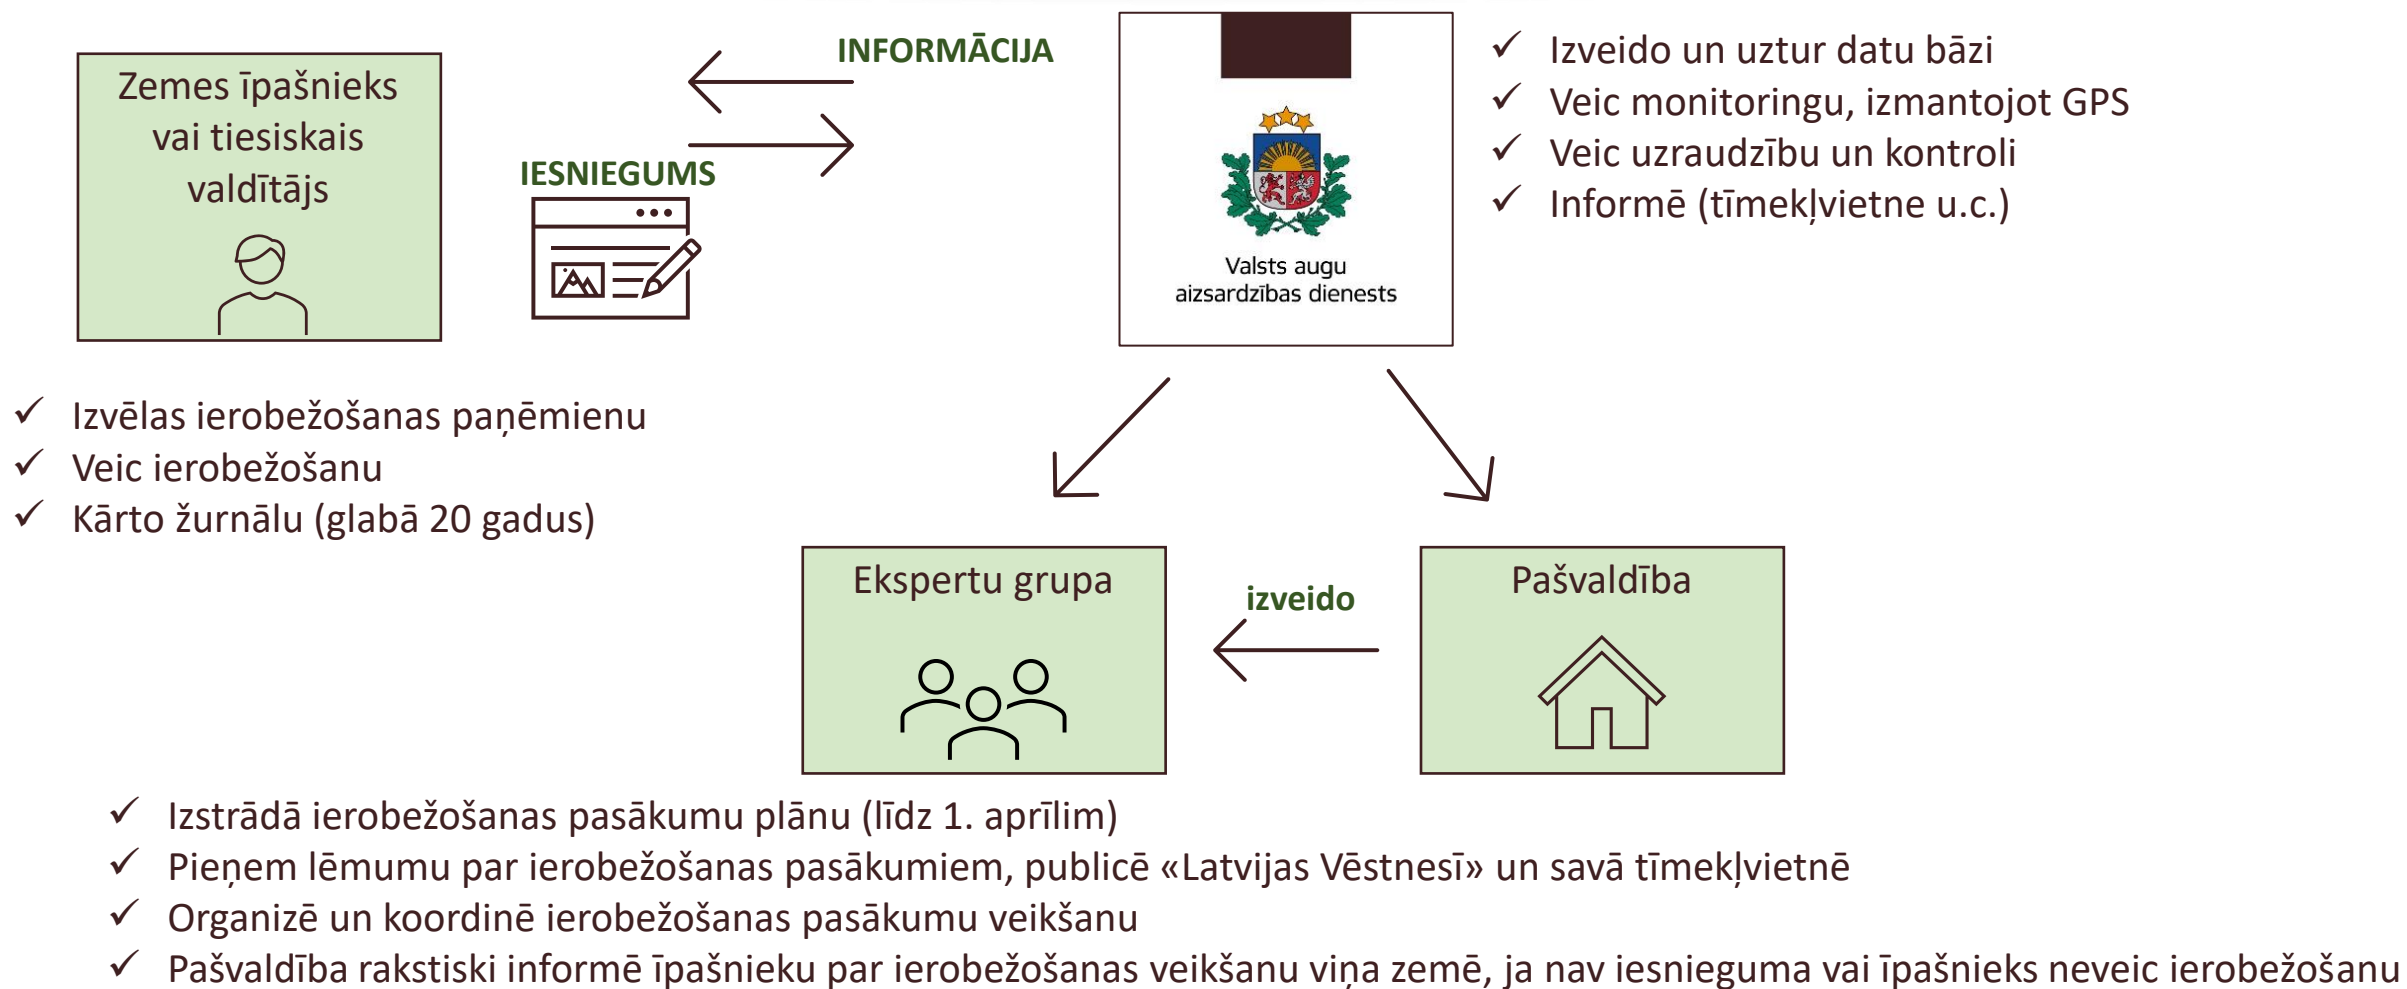 Zemes īpašnieks
vai tiesiskais
valdītājs
INFORMĀCIJA
IESNIEGUMS
Valsts augu
aizsardzības dienests
✓ Izveido un uztur datu bāzi
✓ Veic monitoringu, izmantojot GPS
✓ Veic uzraudzību un kontroli
✓ Informē (tīmekļvietne u.c.)
✓ Izvēlas ierobežošanas paņēmienu
✓ Veic ierobežošanu
✓ Kārto žurnālu (glabā 20 gadus)
Ekspertu grupa
izveido
Pašvaldība
✓ Izstrādā ierobežošanas pasākumu plānu (līdz 1. aprīlim)
✓ Pieņem lēmumu par ierobežošanas pasākumiem, publicē «Latvijas Vēstnesī» un savā tīmekļvietnē
✓ Organizē un koordinē ierobežošanas pasākumu veikšanu
✓ Pašvaldība rakstiski informē īpašnieku par ierobežošanas veikšanu viņa zemē, ja nav iesnieguma vai īpašnieks neveic ierobežošanu